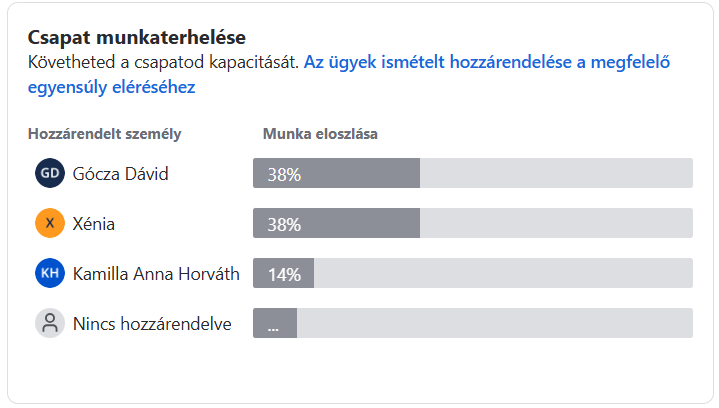 Csapat munkaterhelése
Követheted a csapatod kapacitását. Az ügyek ismételt hozzárendelése a megfelelő
egyensúly eléréséhez
Hozzárendelt személy Munka eloszlása
GD Gócza Dávid 38%
X Xénia 38%
KH Kamilla Anna Horváth 14%
Nincs hozzárendelve ...